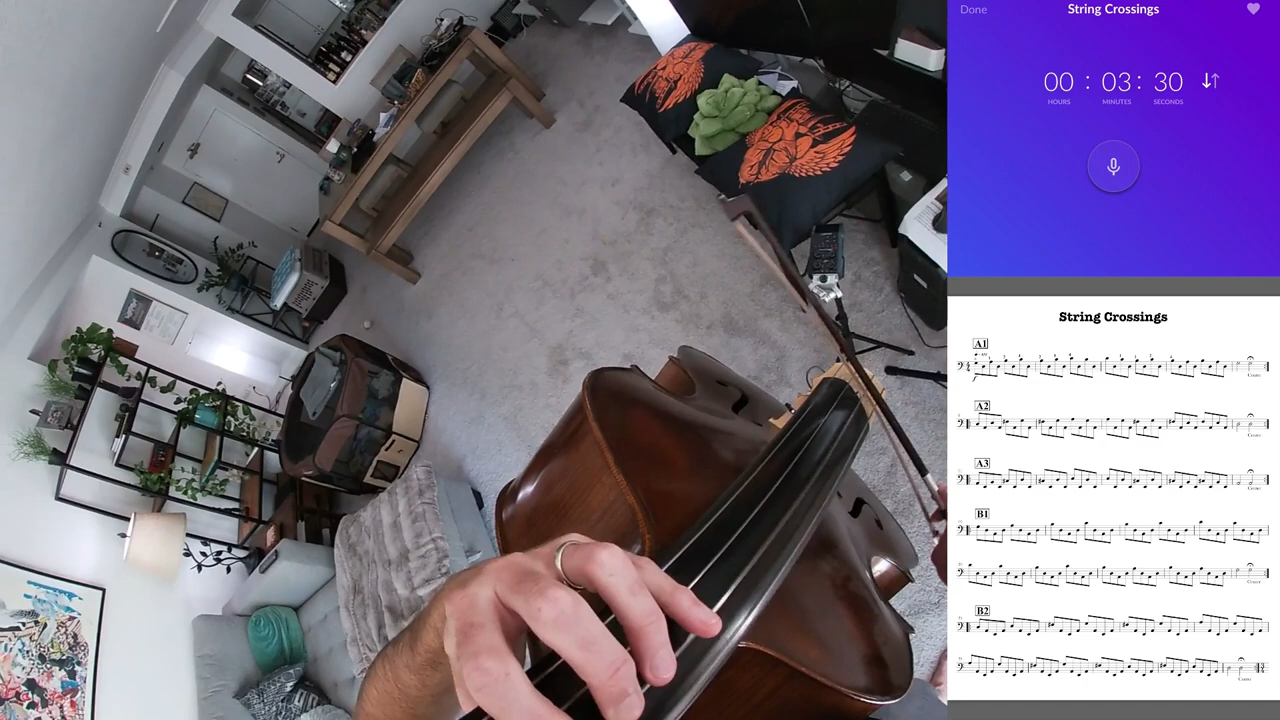 Done String Crossings
00 : 03 : 30
HOURS MINUTES SECONDS
String Crossings
A1
A2
A3
B1
B2